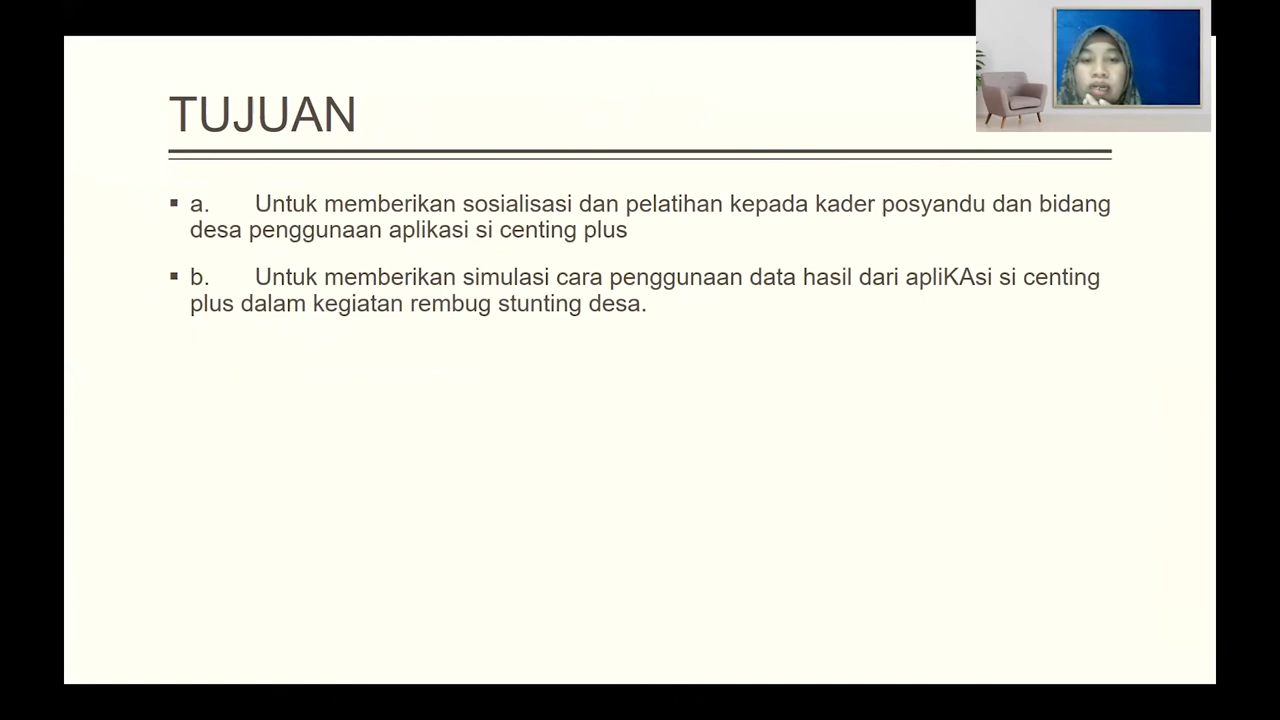 TUJUAN
▪ a. Untuk memberikan sosialisasi dan pelatihan kepada kader posyandu dan bidang
desa penggunaan aplikasi si centing plus
▪ b. Untuk memberikan simulasi cara penggunaan data hasil dari apliKAsi si centing
plus dalam kegiatan rembug stunting desa.